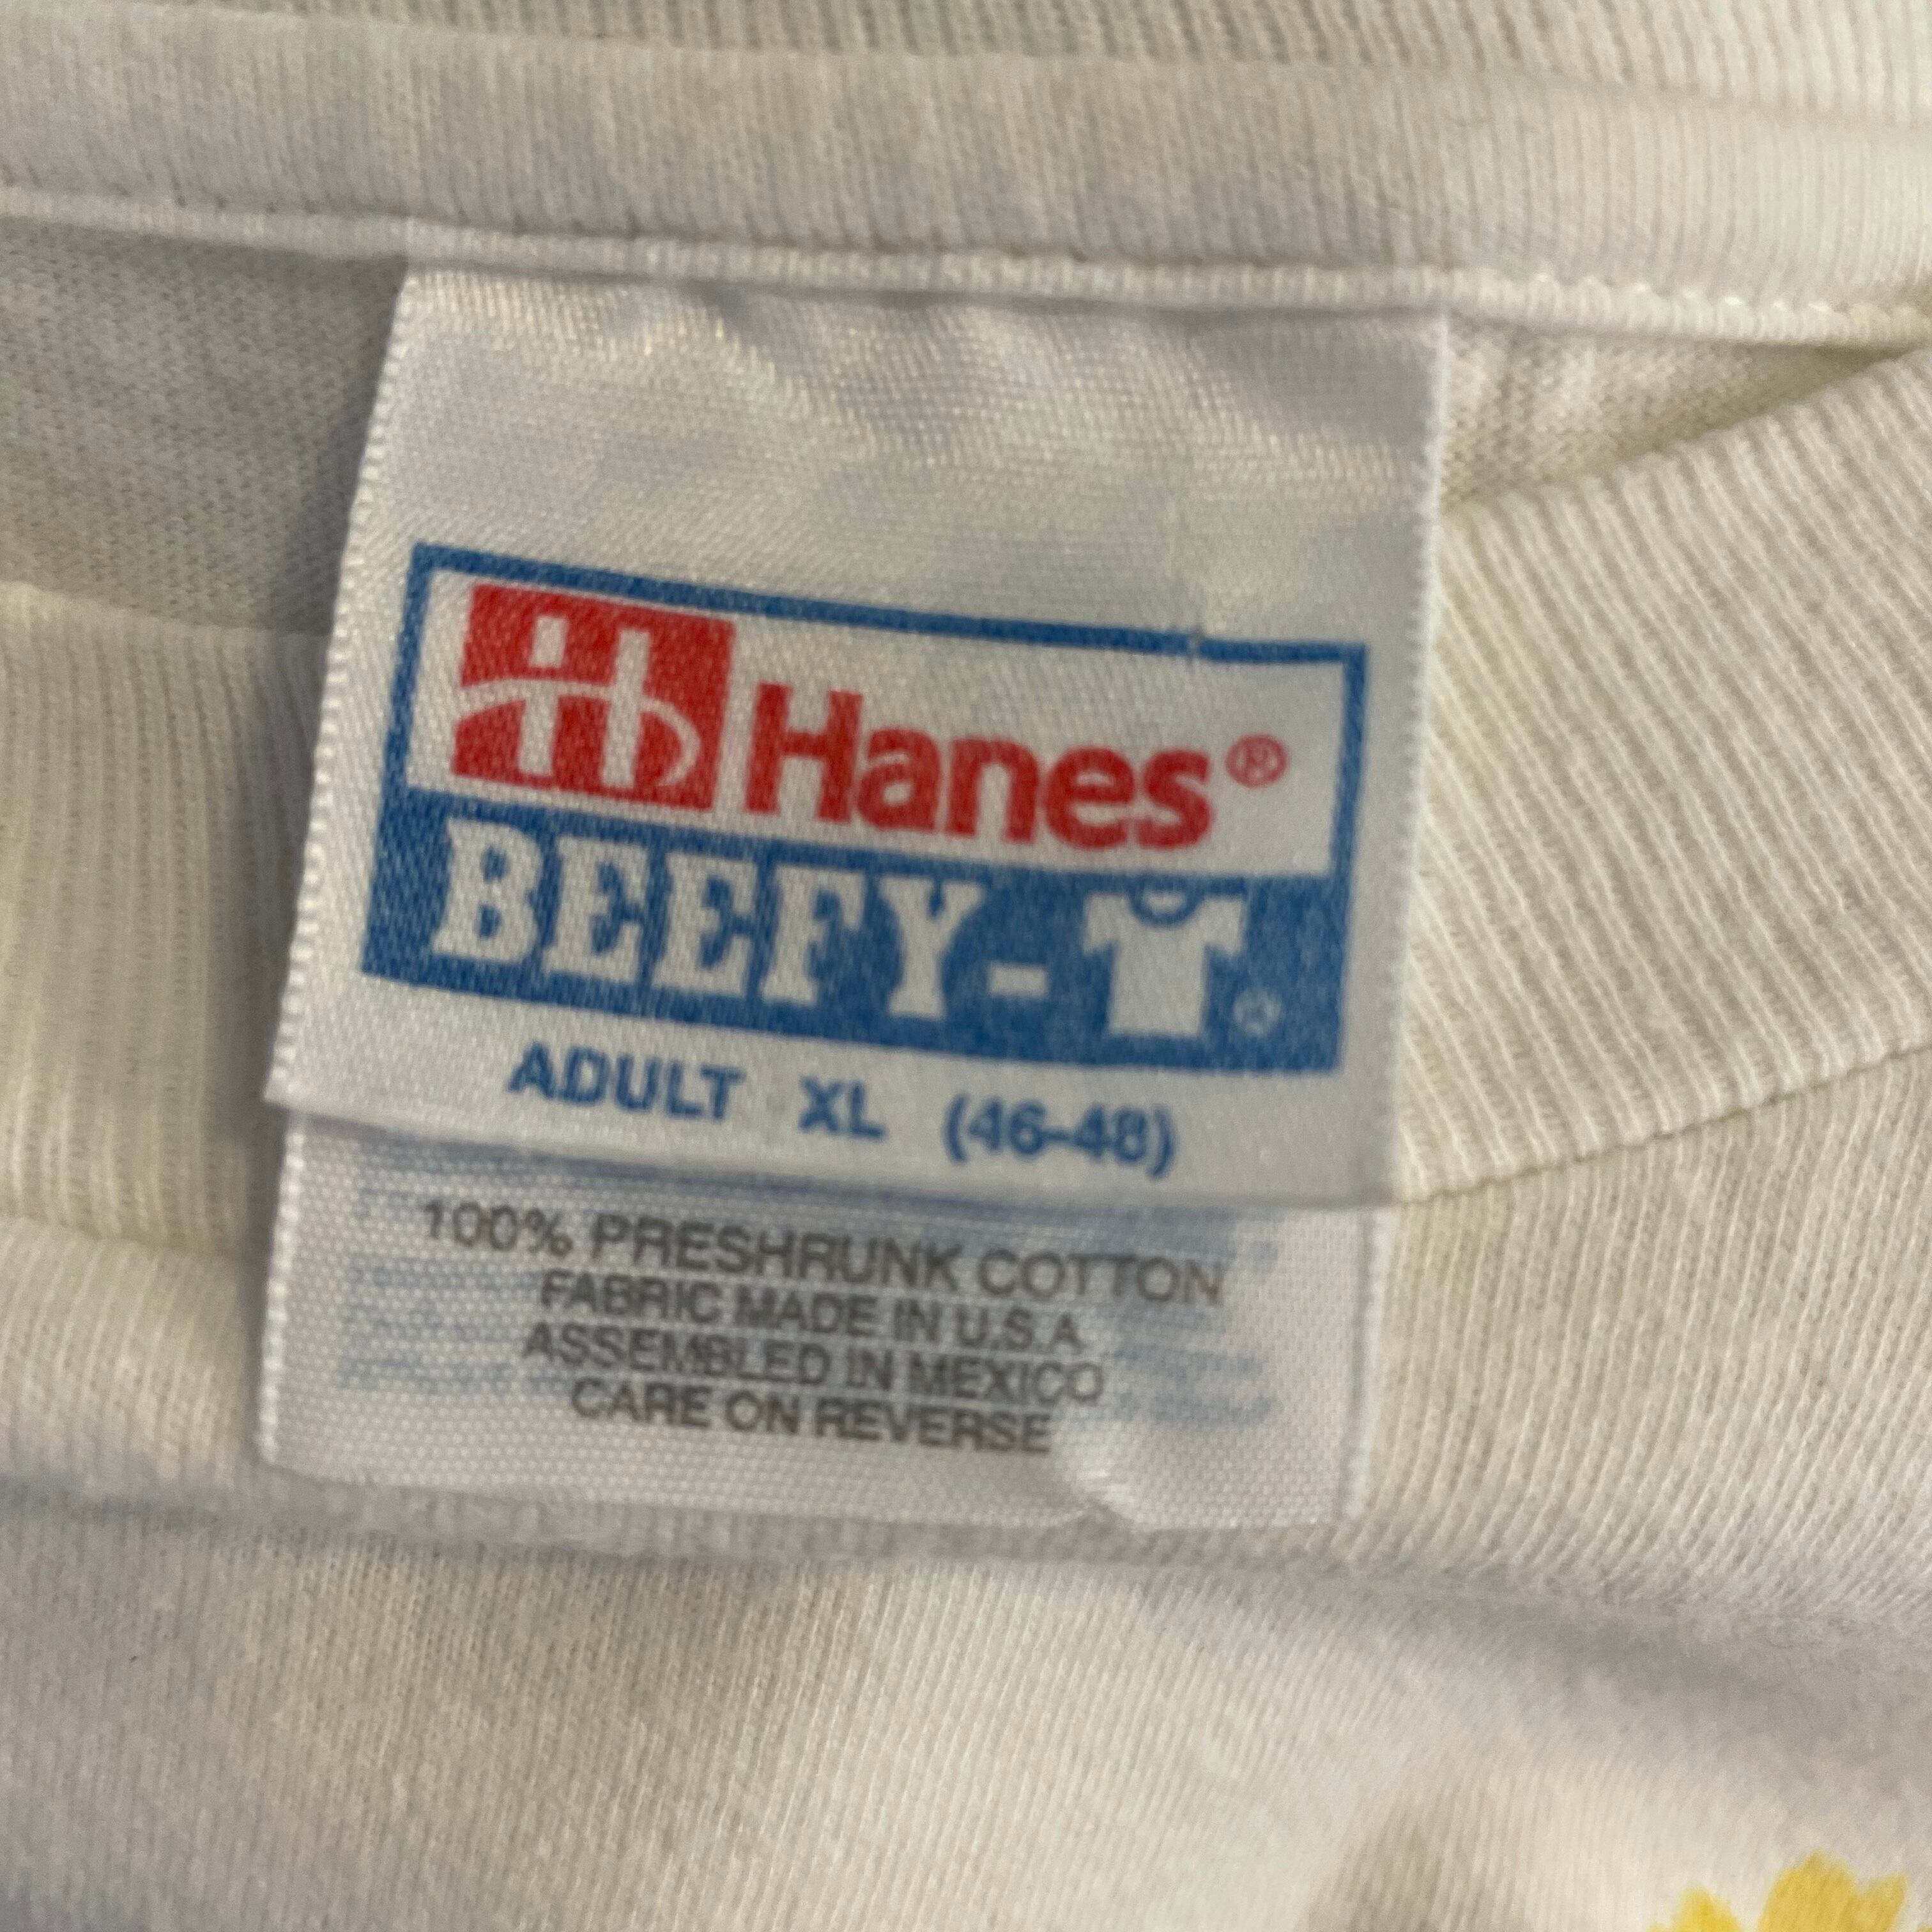 Hanes®
BEEFY-T®
ADULT XL (46-48)
100% PRESHRUNK COTTON
FABRIC MADE IN U.S.A
ASSEMBLED IN MEXICO
CARE ON REVERSE